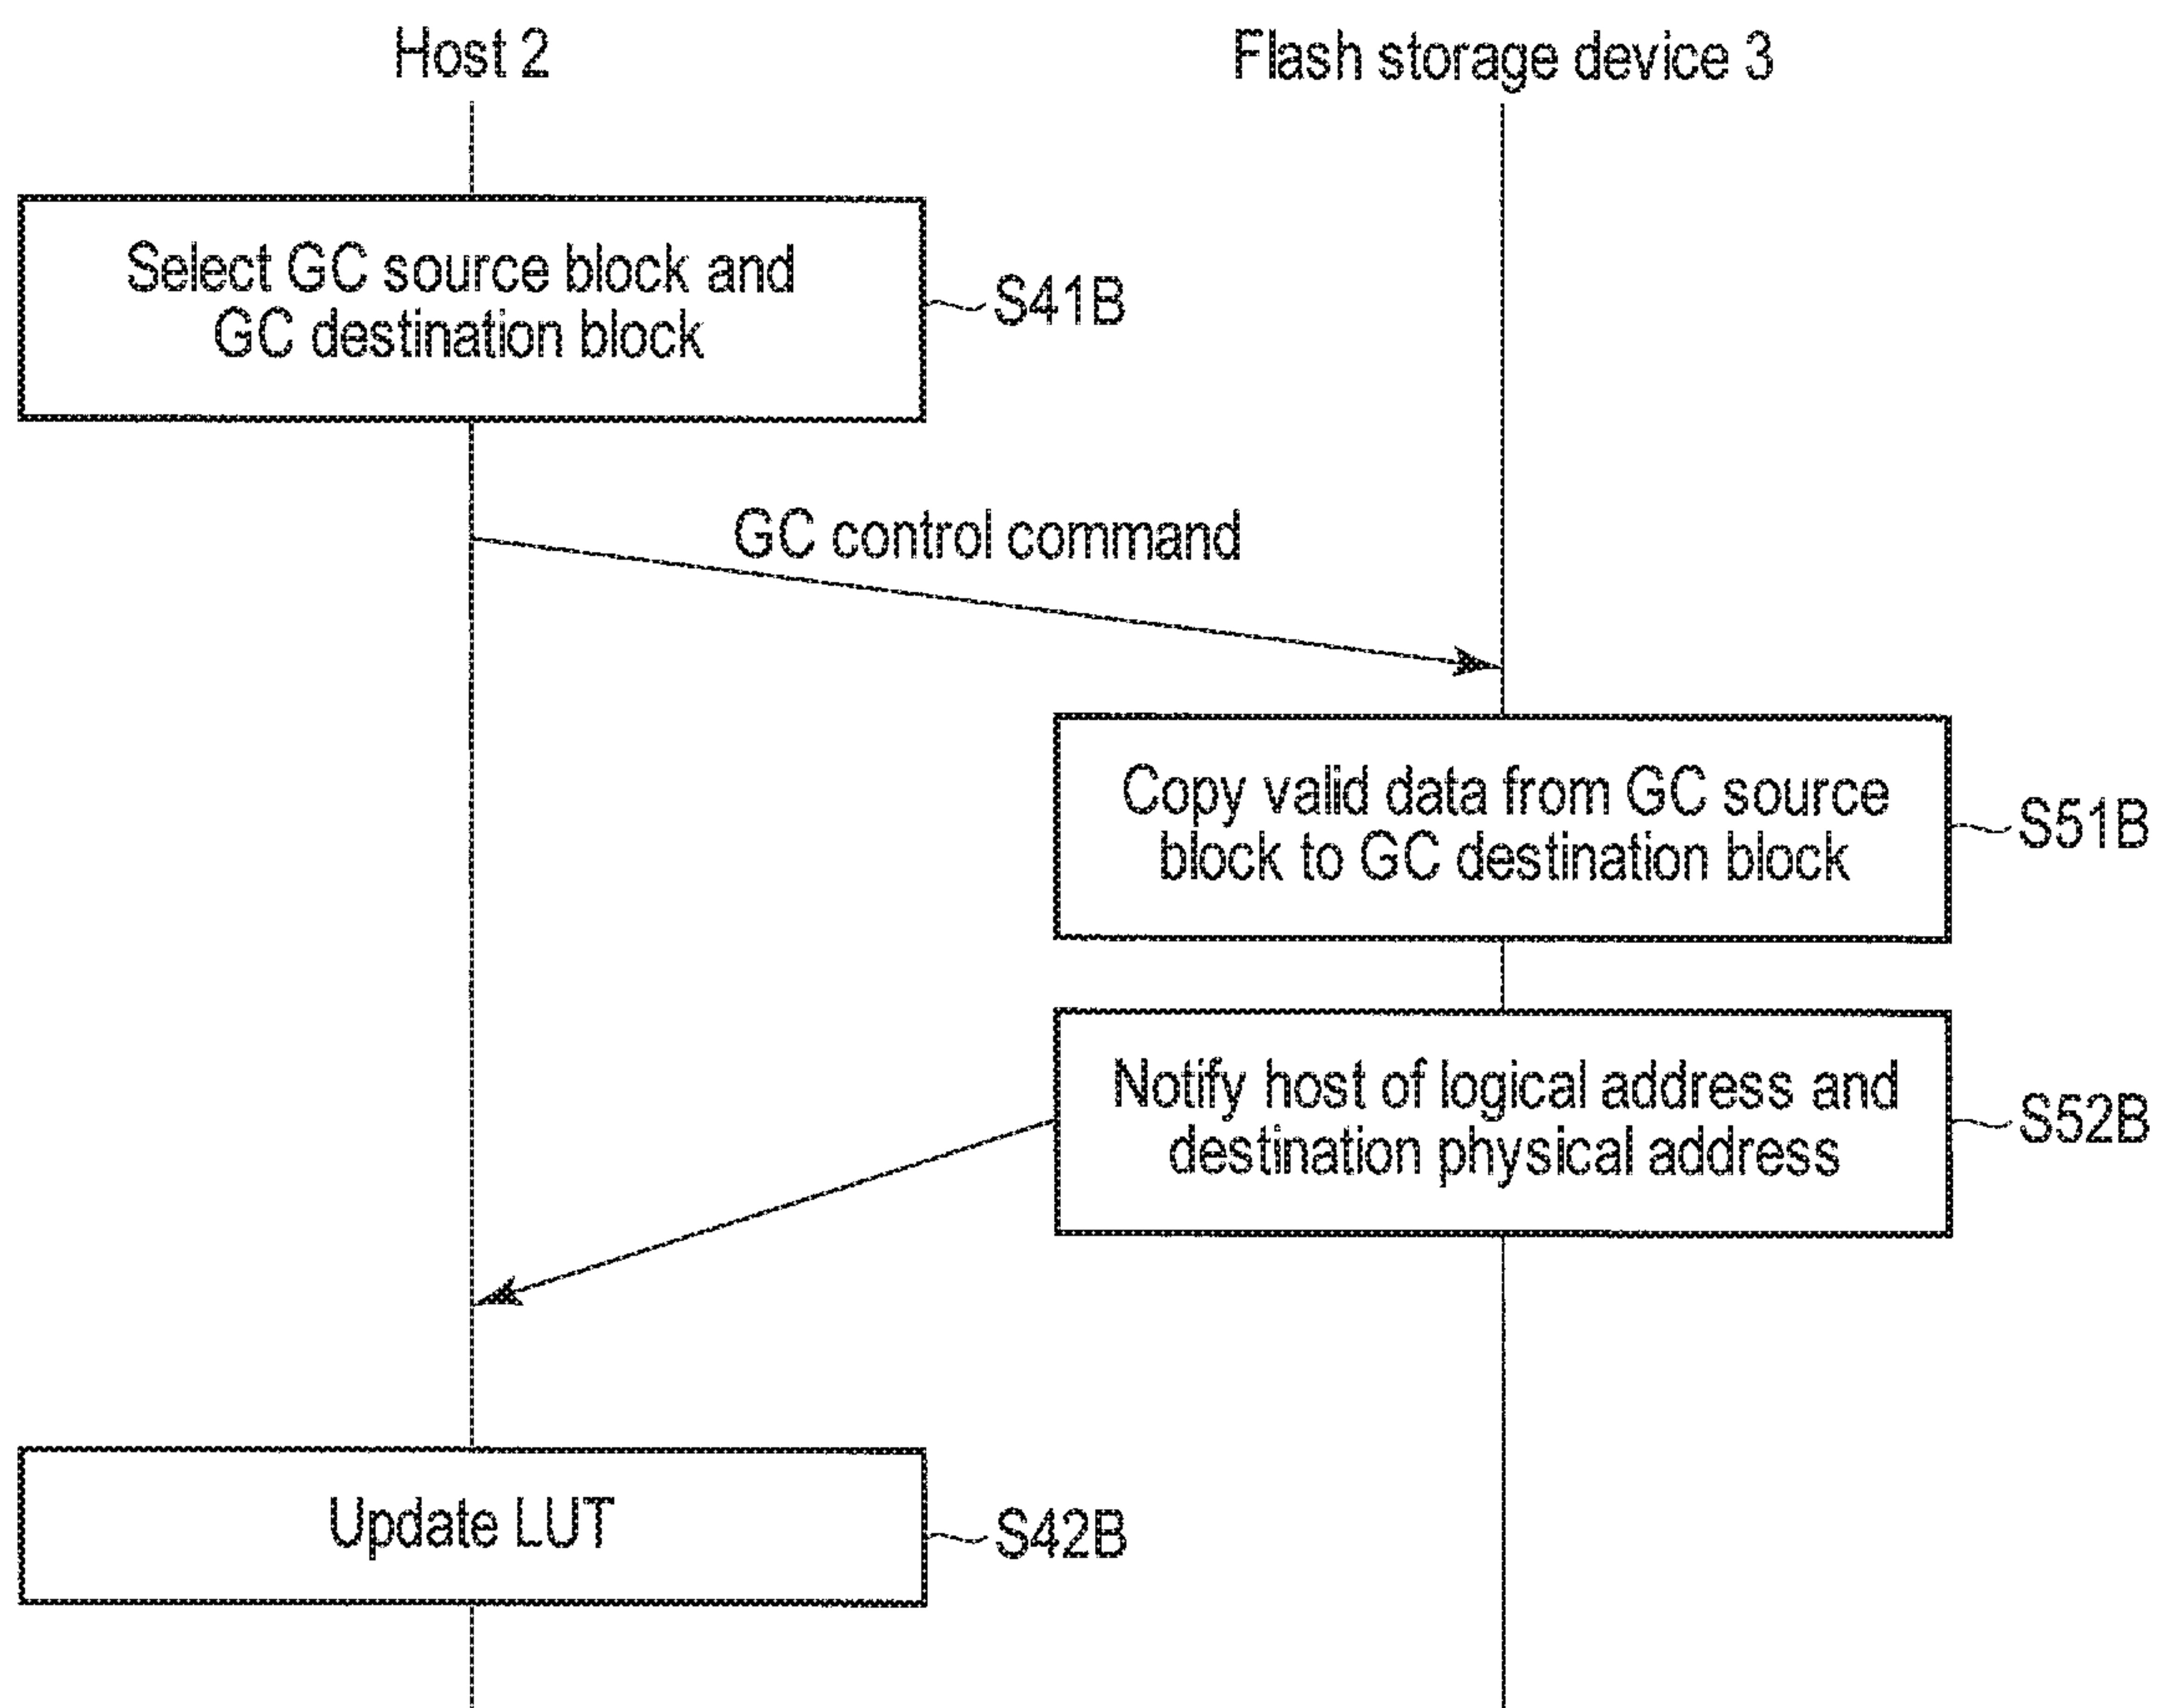 Host 2
Flash storage device 3
Select GC source block and
GC destination block
S41B
GC control command
Copy valid data from GC source
block to GC destination block
S51B
Notify host of logical address and
destination physical address
S52B
Update LUT
S42B